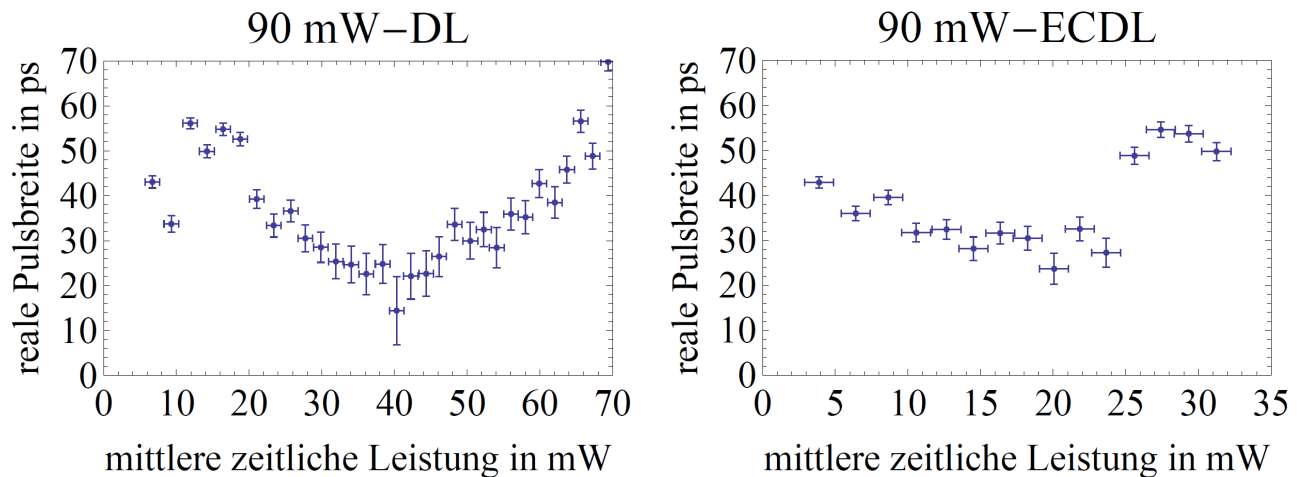 90 mW−DL
reale Pulsbreite in ps
70
60
50
40
30
20
10
0
0 10 20 30 40 50 60 70
mittlere zeitliche Leistung in mW
90 mW−ECDL
reale Pulsbreite in ps
70
60
50
40
30
20
10
0
0 5 10 15 20 25 30 35
mittlere zeitliche Leistung in mW